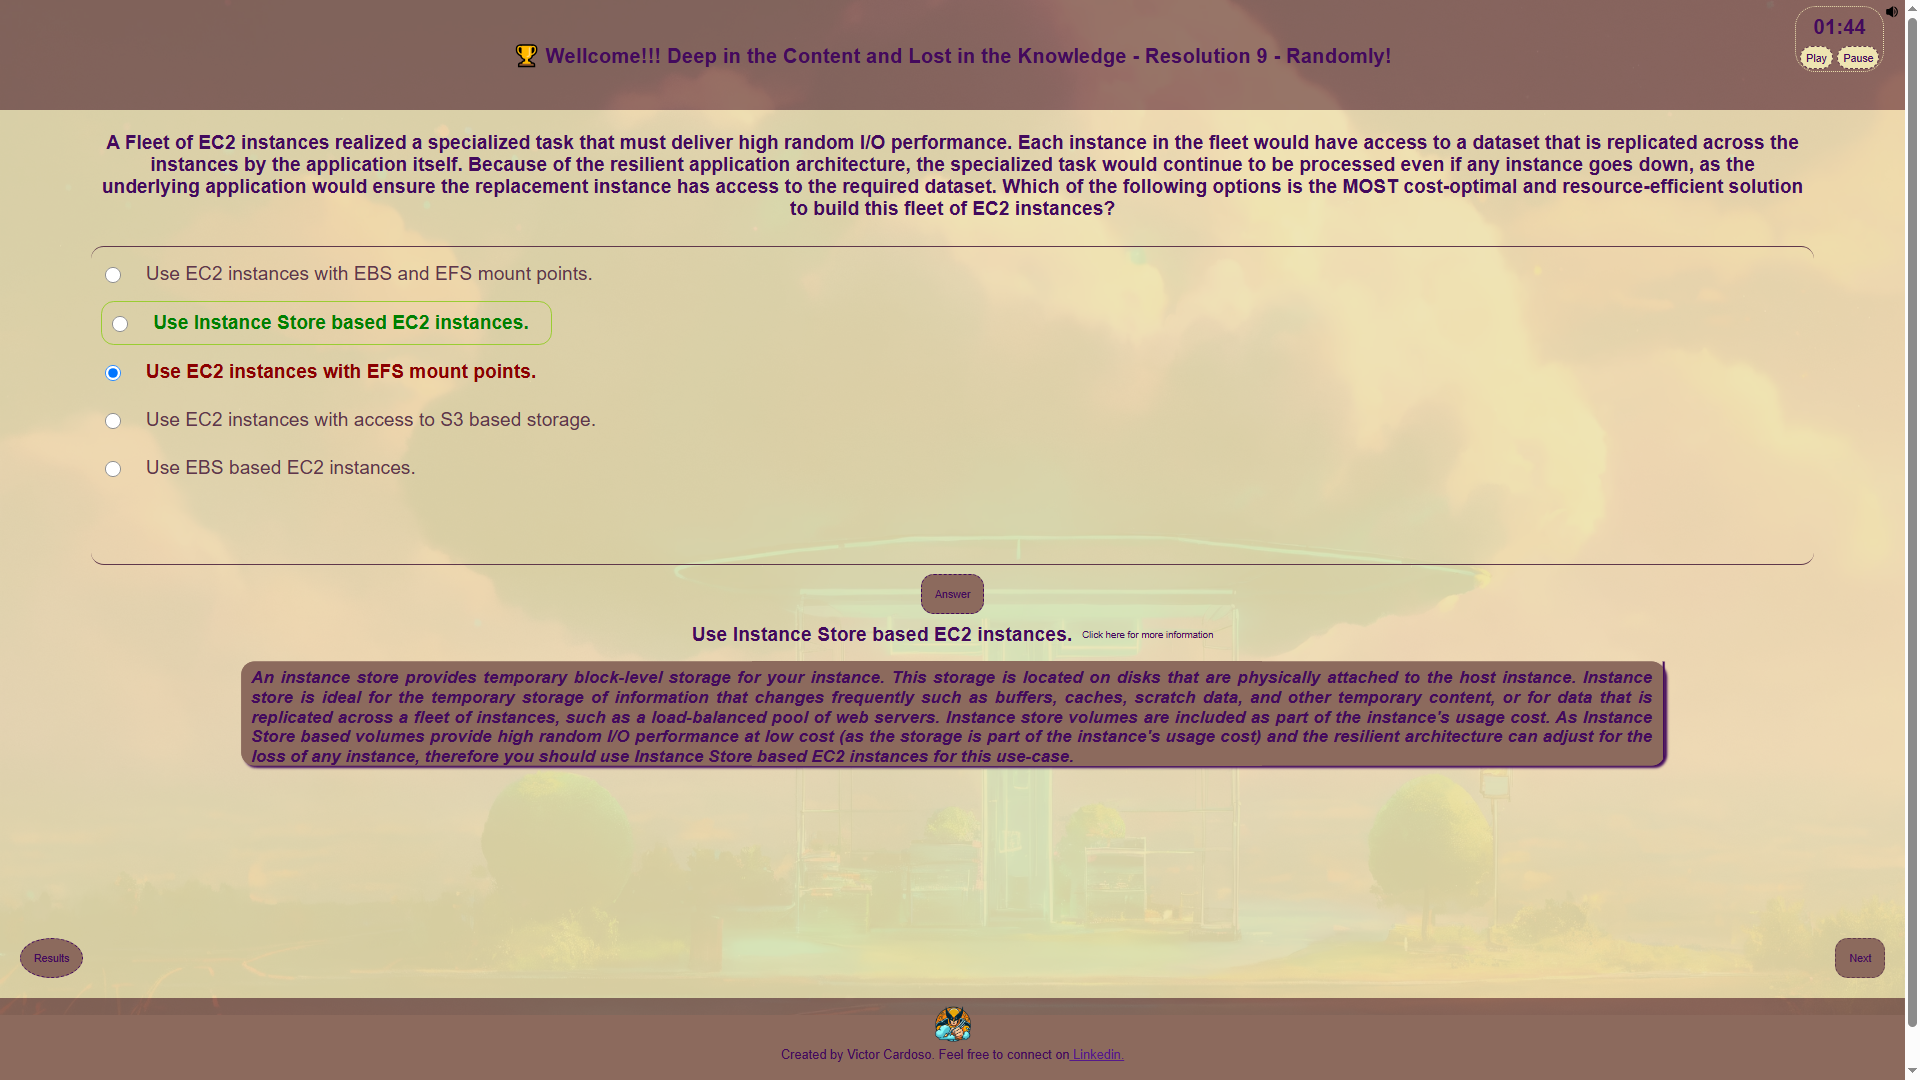 01:44
Wellcome!!! Deep in the Content and Lost in the Knowledge - Resolution 9 - Randomly!
Play Pause
A Fleet of EC2 instances realized a specialized task that must deliver high random I/O performance. Each instance in the fleet would have access to a dataset that is replicated across the
instances by the application itself. Because of the resilient application architecture, the specialized task would continue to be processed even if any instance goes down, as the
underlying application would ensure the replacement instance has access to the required dataset. Which of the following options is the MOST cost-optimal and resource-efficient solution
to build this fleet of EC2 instances?
Use EC2 instances with EBS and EFS mount points.
Use Instance Store based EC2 instances.
Use EC2 instances with EFS mount points.
Use EC2 instances with access to S3 based storage.
Use EBS based EC2 instances.
Answer
Use Instance Store based EC2 instances. Click here for more information
An instance store provides temporary block-level storage for your instance. This storage is located on disks that are physically attached to the host instance. Instance
store is ideal for the temporary storage of information that changes frequently such as buffers, caches, scratch data, and other temporary content, or for data that is
replicated across a fleet of instances, such as a load-balanced pool of web servers. Instance store volumes are included as part of the instance's usage cost. As Instance
Store based volumes provide high random I/O performance at low cost (as the storage is part of the instance's usage cost) and the resilient architecture can adjust for the
loss of any instance, therefore you should use Instance Store based EC2 instances for this use-case.
Results
Next
Created by Victor Cardoso. Feel free to connect on Linkedin.